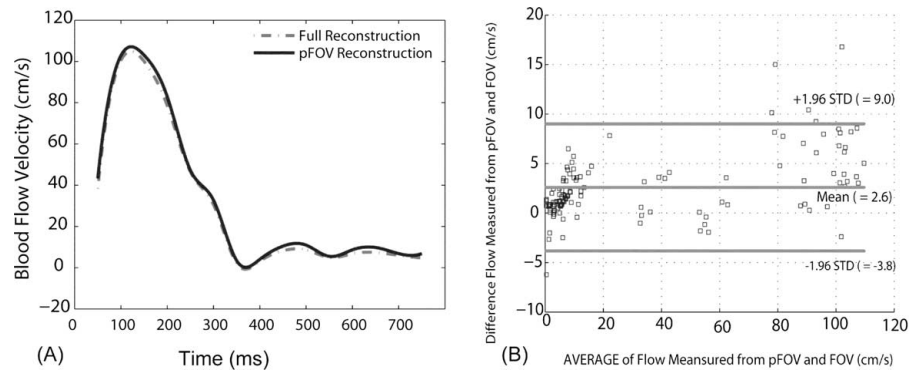 120
100
80
60
40
20
0
−20
Blood Flow Velocity (cm/s)
Full Reconstruction
pFOV Reconstruction
0 100 200 300 400 500 600 700
Time (ms)
(A)
20
15
10
5
0
−5
−10
Difference Flow Measured from pFOV and FOV (cm/s)
+1.96 STD ( = 9.0)
Mean ( = 2.6)
-1.96 STD ( = -3.8)
0 20 40 60 80 100 120
AVERAGE of Flow Meansured from pFOV and FOV (cm/s)
(B)